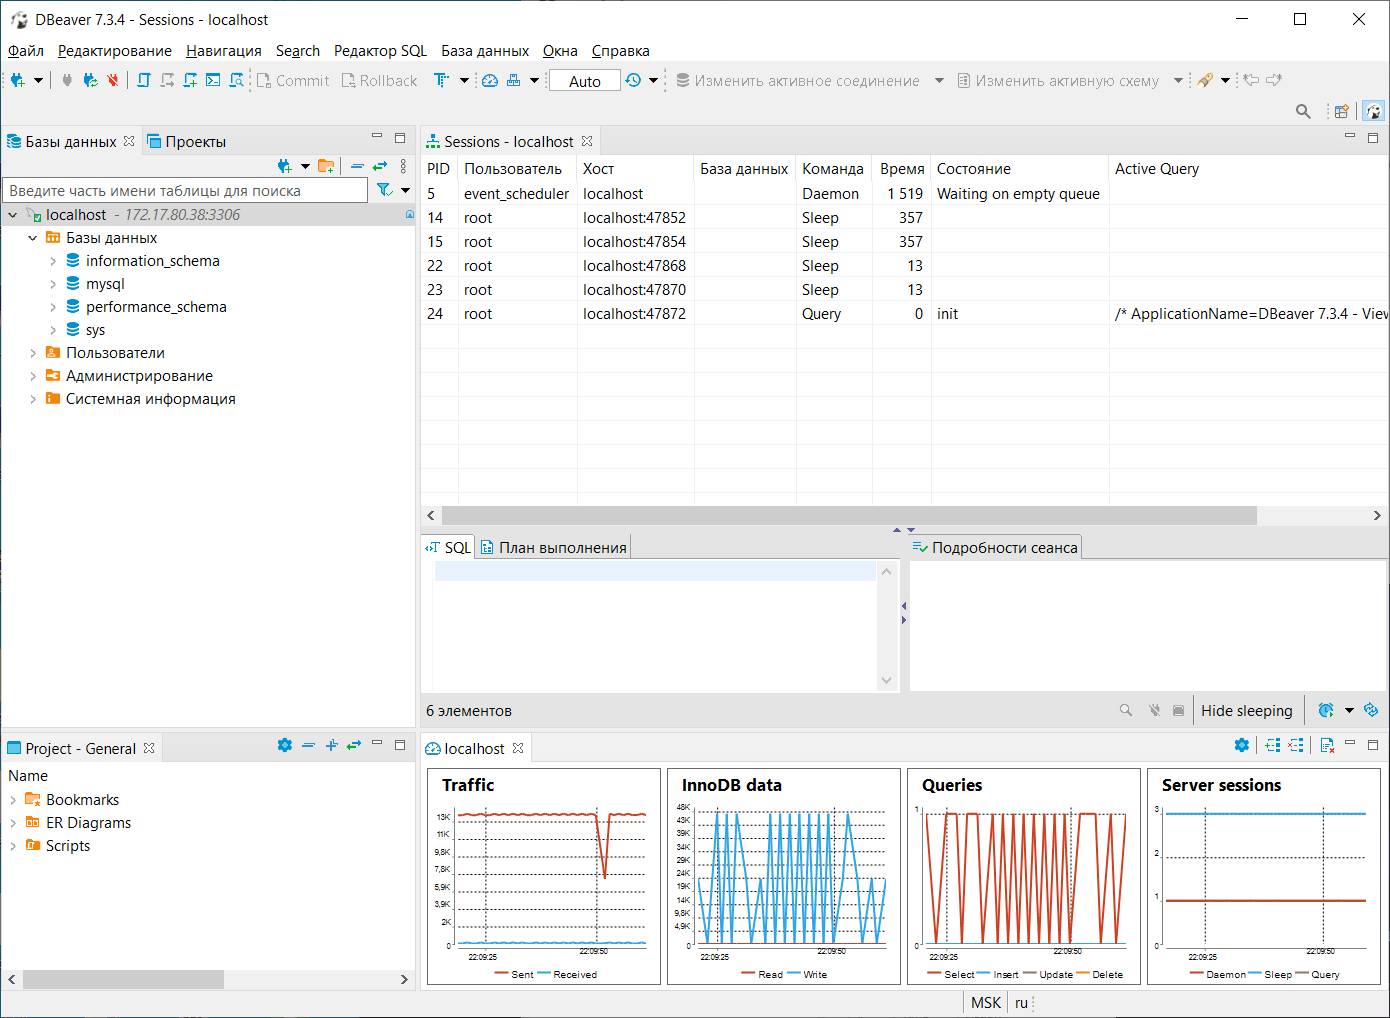 DBeaver 7.3.4 - Sessions - localhost
Файл Редактирование Навигация Search Редактор SQL База данных Окна Справка
Commit Rollback Auto Изменить активное соединение Изменить активную схему
Базы данных Проекты
Введите часть имени таблицы для поиска
localhost - 172.17.80.38:3306
Базы данных
information_schema
mysql
performance_schema
sys
Пользователи
Администрирование
Системная информация
Sessions - localhost
PID Пользователь Хост База данных Команда Время Состояние Active Query
5 event_scheduler localhost Daemon 1 519 Waiting on empty queue
14 root localhost:47852 Sleep 357
15 root localhost:47854 Sleep 357
22 root localhost:47868 Sleep 13
23 root localhost:47870 Sleep 13
24 root localhost:47872 Query 0 init /* ApplicationName=DBeaver 7.3.4 - Viev
SQL План выполнения
Подробности сеанса
6 элементов Hide sleeping
Project - General
Name
Bookmarks
ER Diagrams
Scripts
localhost
Traffic
13K
11K
9,8K
7,8K
5,9K
3,9K
2K
0
22:09:25 22:09:50
Sent Received
InnoDB data
48K
43K
39K
34K
29K
24K
19K
14K
9,8K
4,9K
0
22:09:25 22:09:50
Read Write
Queries
1
0
22:09:25 22:09:50
Select Insert Update Delete
Server sessions
3
2
1
0
22:09:25 22:09:50
Daemon Sleep Query
MSK ru